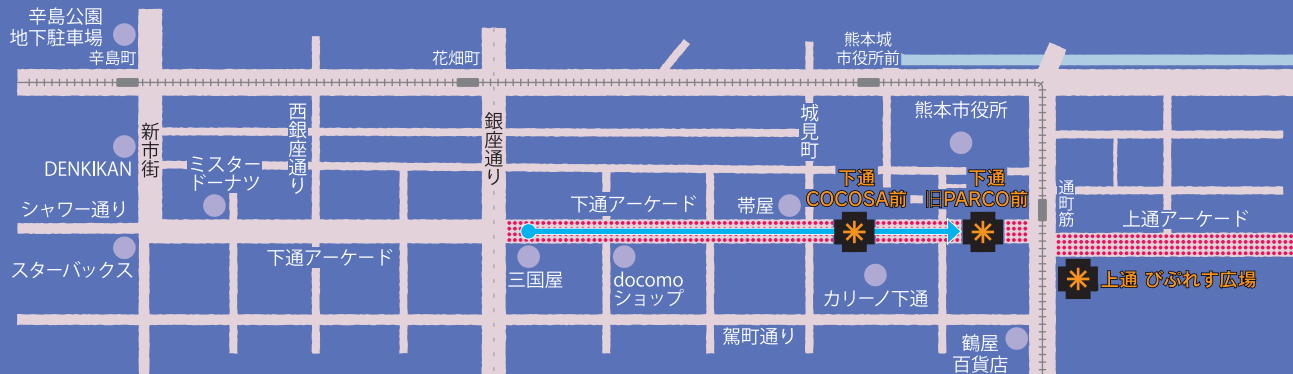 辛島公園
地下駐車場
辛島町
花畑町
熊本城
市役所前
新市街
西銀座通り
銀座通り
城見町
熊本市役所
DENKIKAN
ミスター
ドーナツ
シャワー通り
下通アーケード
帯屋
下通
COCOSA前
下通
旧PARCO前
通町筋
上通アーケード
スターバックス
下通アーケード
三国屋
docomo
ショップ
カリーノ下通
上通 びぷれす広場
駕町通り
鶴屋
百貨店